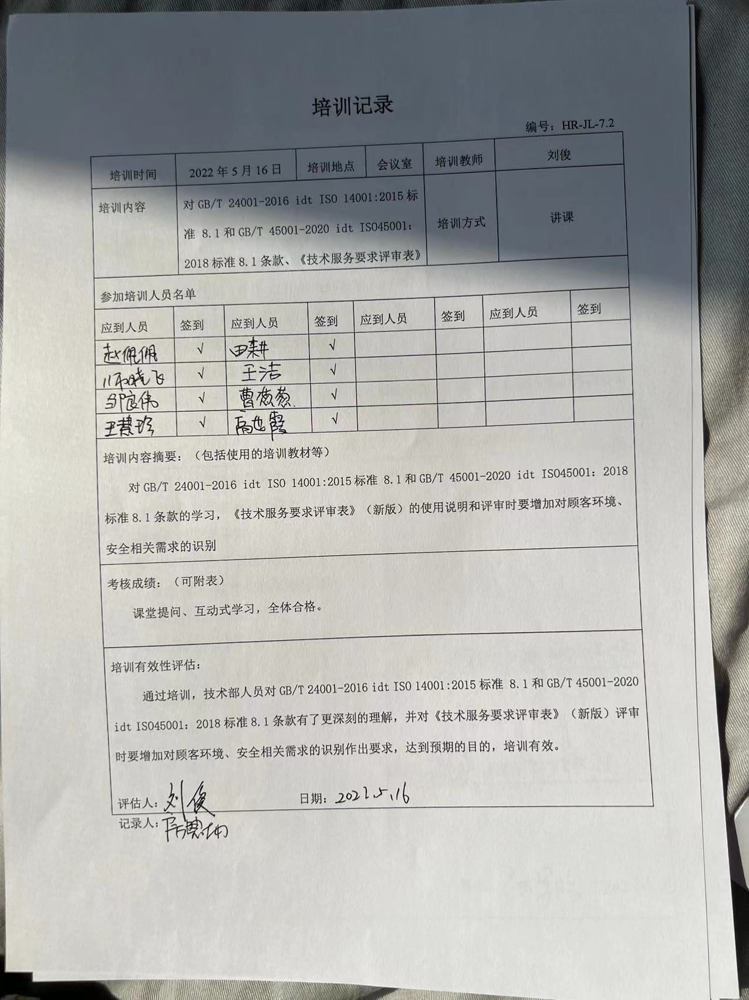 培训记录
编号：HR-JL-7.2
培训时间 2022 年 5 月 16 日 培训地点 会议室 培训教师 刘俊
培训内容 对 GB/T 24001-2016 idt ISO 14001:2015 标
准 8.1 和 GB/T 45001-2020 idt ISO45001：
2018 标准 8.1 条款、《技术服务要求评审表》
培训方式 讲课
参加培训人员名单
应到人员 签到 应到人员 签到 应到人员 签到 应到人员 签到
赵佩佩 √ 田耕 √
师晓飞 √ 王洁 √
邹良伟 √ 曹 √
王慧珍 √ 高世霞 √
培训内容摘要：（包括使用的培训教材等）
对 GB/T 24001-2016 idt ISO 14001:2015 标准 8.1 和 GB/T 45001-2020 idt ISO45001：2018
标准 8.1 条款的学习，《技术服务要求评审表》（新版）的使用说明和评审时要增加对顾客环境、
安全相关需求的识别
考核成绩：（可附表）
课堂提问、互动式学习，全体合格。
培训有效性评估：
通过培训，技术部人员对 GB/T 24001-2016 idt ISO 14001:2015 标准 8.1 和 GB/T 45001-2020
idt ISO45001：2018 标准 8.1 条款有了更深刻的理解，并对《技术服务要求评审表》（新版）评审
时要增加对顾客环境、安全相关需求的识别作出要求，达到预期的目的，培训有效。
评估人：刘俊 日期：2022.5.16
记录人：